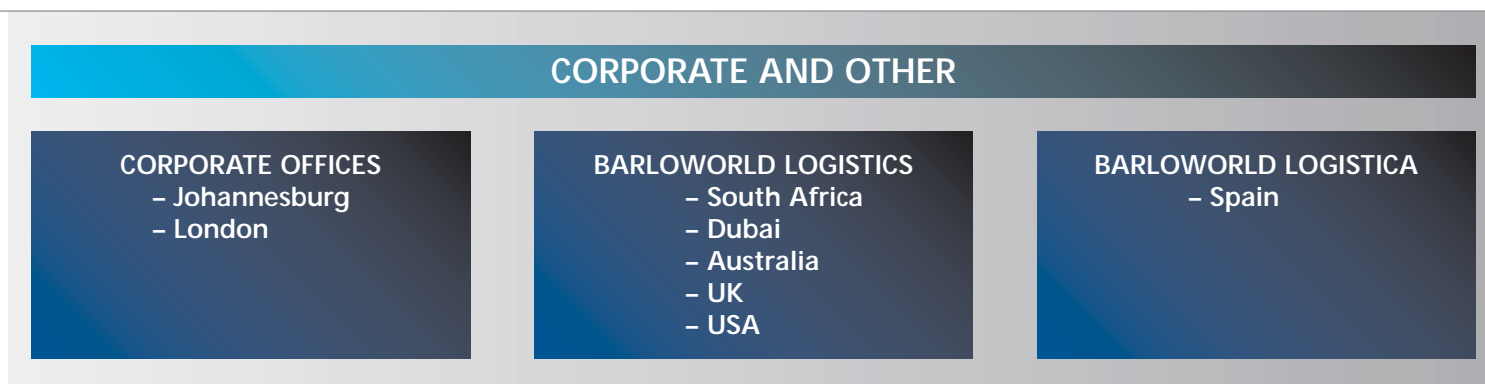 CORPORATE AND OTHER
CORPORATE OFFICES
– Johannesburg
– London
BARLOWORLD LOGISTICS
– South Africa
– Dubai
– Australia
– UK
– USA
BARLOWORLD LOGISTICA
– Spain